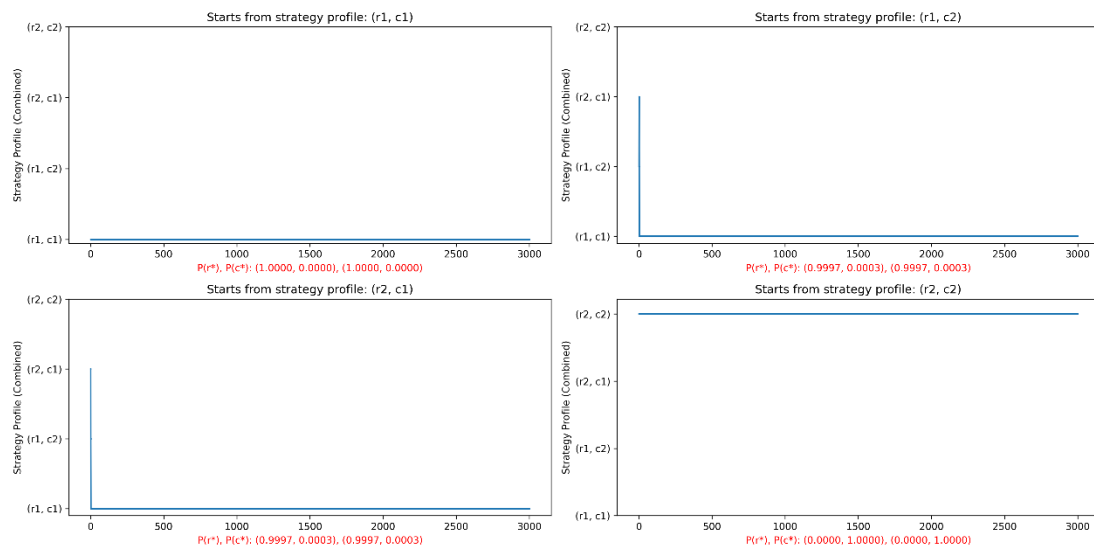 Starts from strategy profile: (r1, c1)
Strategy Profile (Combined)
(r2, c2)
(r2, c1)
(r1, c2)
(r1, c1)
0 500 1000 1500 2000 2500 3000
P(r*), P(c*): (1.0000, 0.0000), (1.0000, 0.0000)
Starts from strategy profile: (r1, c2)
Strategy Profile (Combined)
(r2, c2)
(r2, c1)
(r1, c2)
(r1, c1)
0 500 1000 1500 2000 2500 3000
P(r*), P(c*): (0.9997, 0.0003), (0.9997, 0.0003)
Starts from strategy profile: (r2, c1)
Strategy Profile (Combined)
(r2, c2)
(r2, c1)
(r1, c2)
(r1, c1)
0 500 1000 1500 2000 2500 3000
P(r*), P(c*): (0.9997, 0.0003), (0.9997, 0.0003)
Starts from strategy profile: (r2, c2)
Strategy Profile (Combined)
(r2, c2)
(r2, c1)
(r1, c2)
(r1, c1)
0 500 1000 1500 2000 2500 3000
P(r*), P(c*): (0.0000, 1.0000), (0.0000, 1.0000)